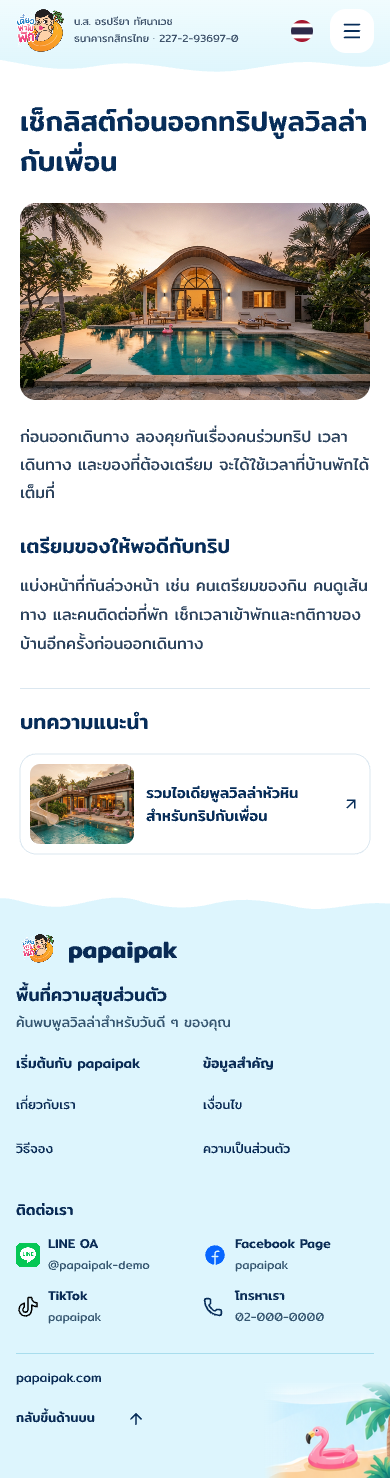 น.ส. อรปรียา ทัศนาเวช
ธนาคารกสิกรไทย · 227-2-93697-0
เช็กลิสต์ก่อนออกทริปพูลวิลล่า
กับเพื่อน
ก่อนออกเดินทาง ลองคุยกันเรื่องคนร่วมทริป เวลา
เดินทาง และของที่ต้องเตรียม จะได้ใช้เวลาที่บ้านพักได้
เต็มที่
เตรียมของให้พอดีกับทริป
แบ่งหน้าที่กันล่วงหน้า เช่น คนเตรียมของกิน คนดูเส้น
ทาง และคนติดต่อที่พัก เช็กเวลาเข้าพักและกติกาของ
บ้านอีกครั้งก่อนออกเดินทาง
บทความแนะนำ
รวมไอเดียพูลวิลล่าหัวหิน
สำหรับทริปกับเพื่อน
papaipak
พื้นที่ความสุขส่วนตัว
ค้นพบพูลวิลล่าสำหรับวันดี ๆ ของคุณ
เริ่มต้นกับ papaipak
ข้อมูลสำคัญ
เกี่ยวกับเรา
เงื่อนไข
วิธีจอง
ความเป็นส่วนตัว
ติดต่อเรา
LINE OA
@papaipak-demo
Facebook Page
papaipak
TikTok
papaipak
โทรหาเรา
02-000-0000
papaipak.com
กลับขึ้นด้านบน